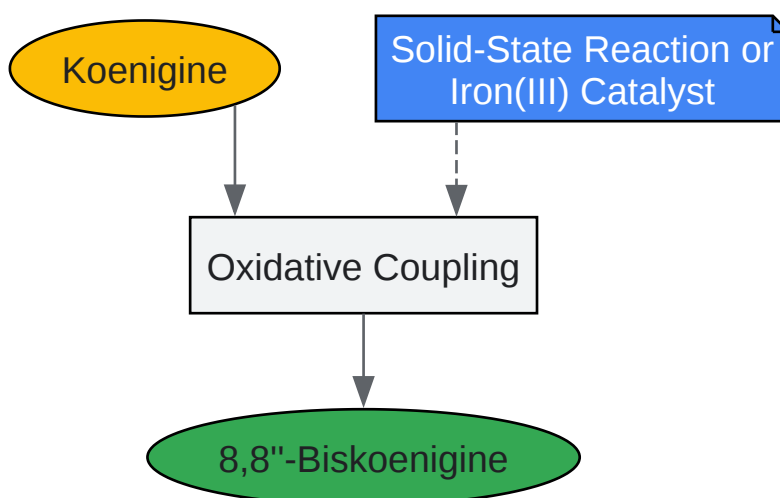 Koenigine
Solid-State Reaction or
Iron(III) Catalyst
Oxidative Coupling
8,8''-Biskoenigine